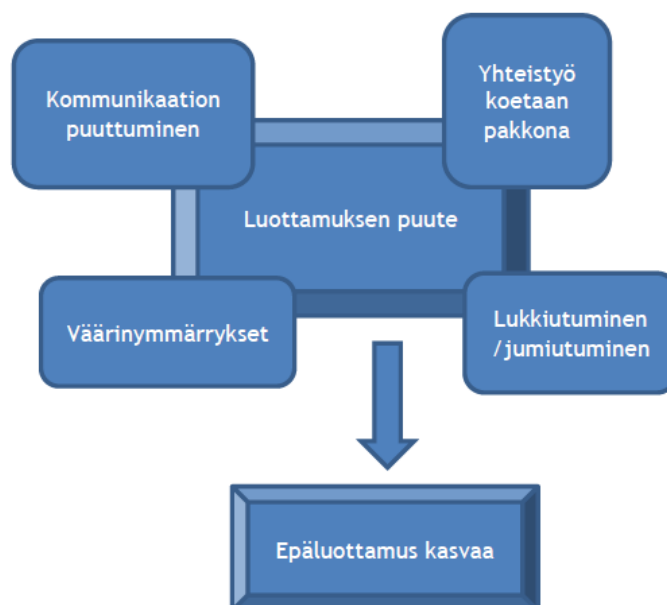 Kommunikaation
puuttuminen
Yhteistyö
koetaan
pakkona
Luottamuksen puute
Väärinymmärrykset
Lukkiutuminen
/jumiutuminen
Epäluottamus kasvaa